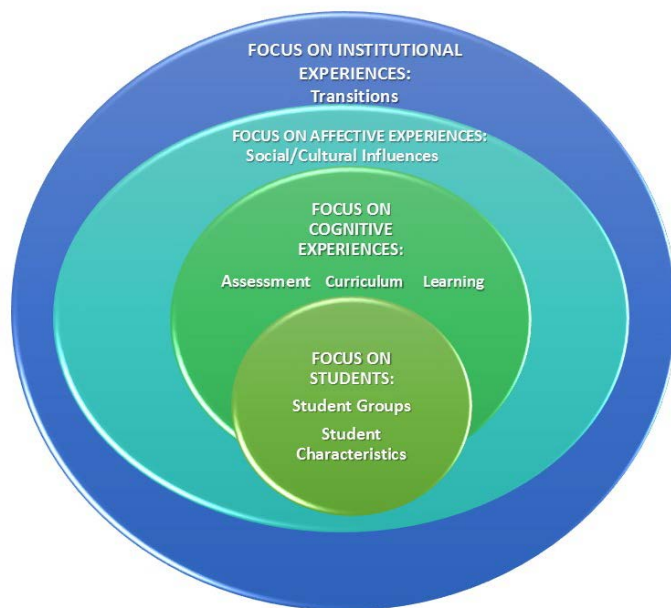 FOCUS ON INSTITUTIONAL
EXPERIENCES:
Transitions
FOCUS ON AFFECTIVE EXPERIENCES:
Social/Cultural Influences
FOCUS ON
COGNITIVE
EXPERIENCES:
Assessment Curriculum Learning
FOCUS ON
STUDENTS:
Student Groups
Student
Characteristics